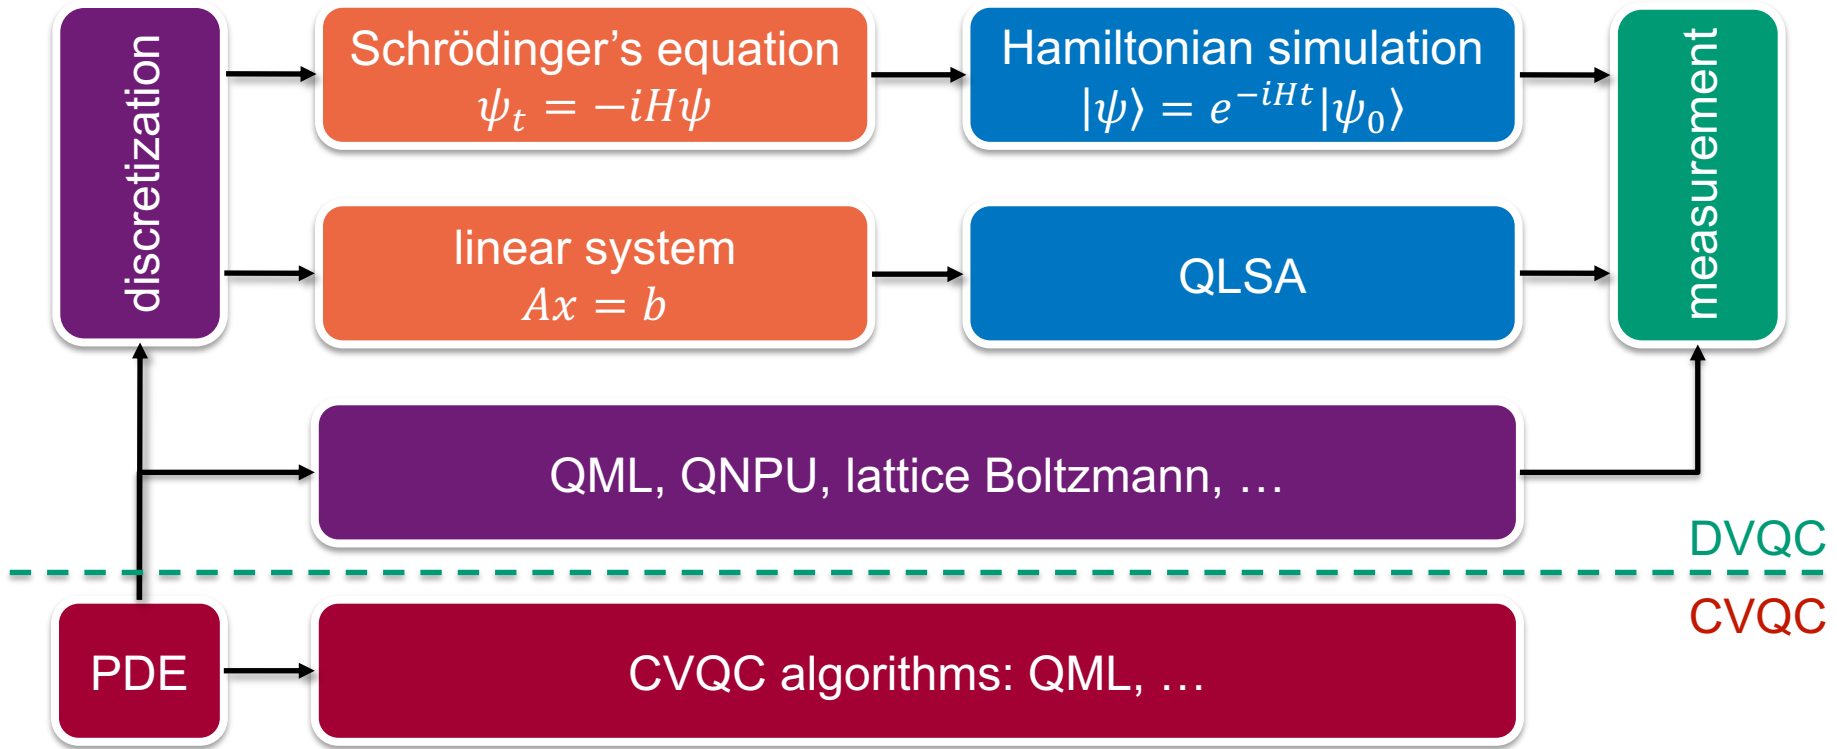 discretization
Schrödinger's equation
ψ_t = −iHψ
Hamiltonian simulation
|ψ⟩ = e^{−iHt}|ψ_0⟩
measurement
linear system
Ax = b
QLSA
QML, QNPU, lattice Boltzmann, …
DVQC
CVQC
PDE
CVQC algorithms: QML, …